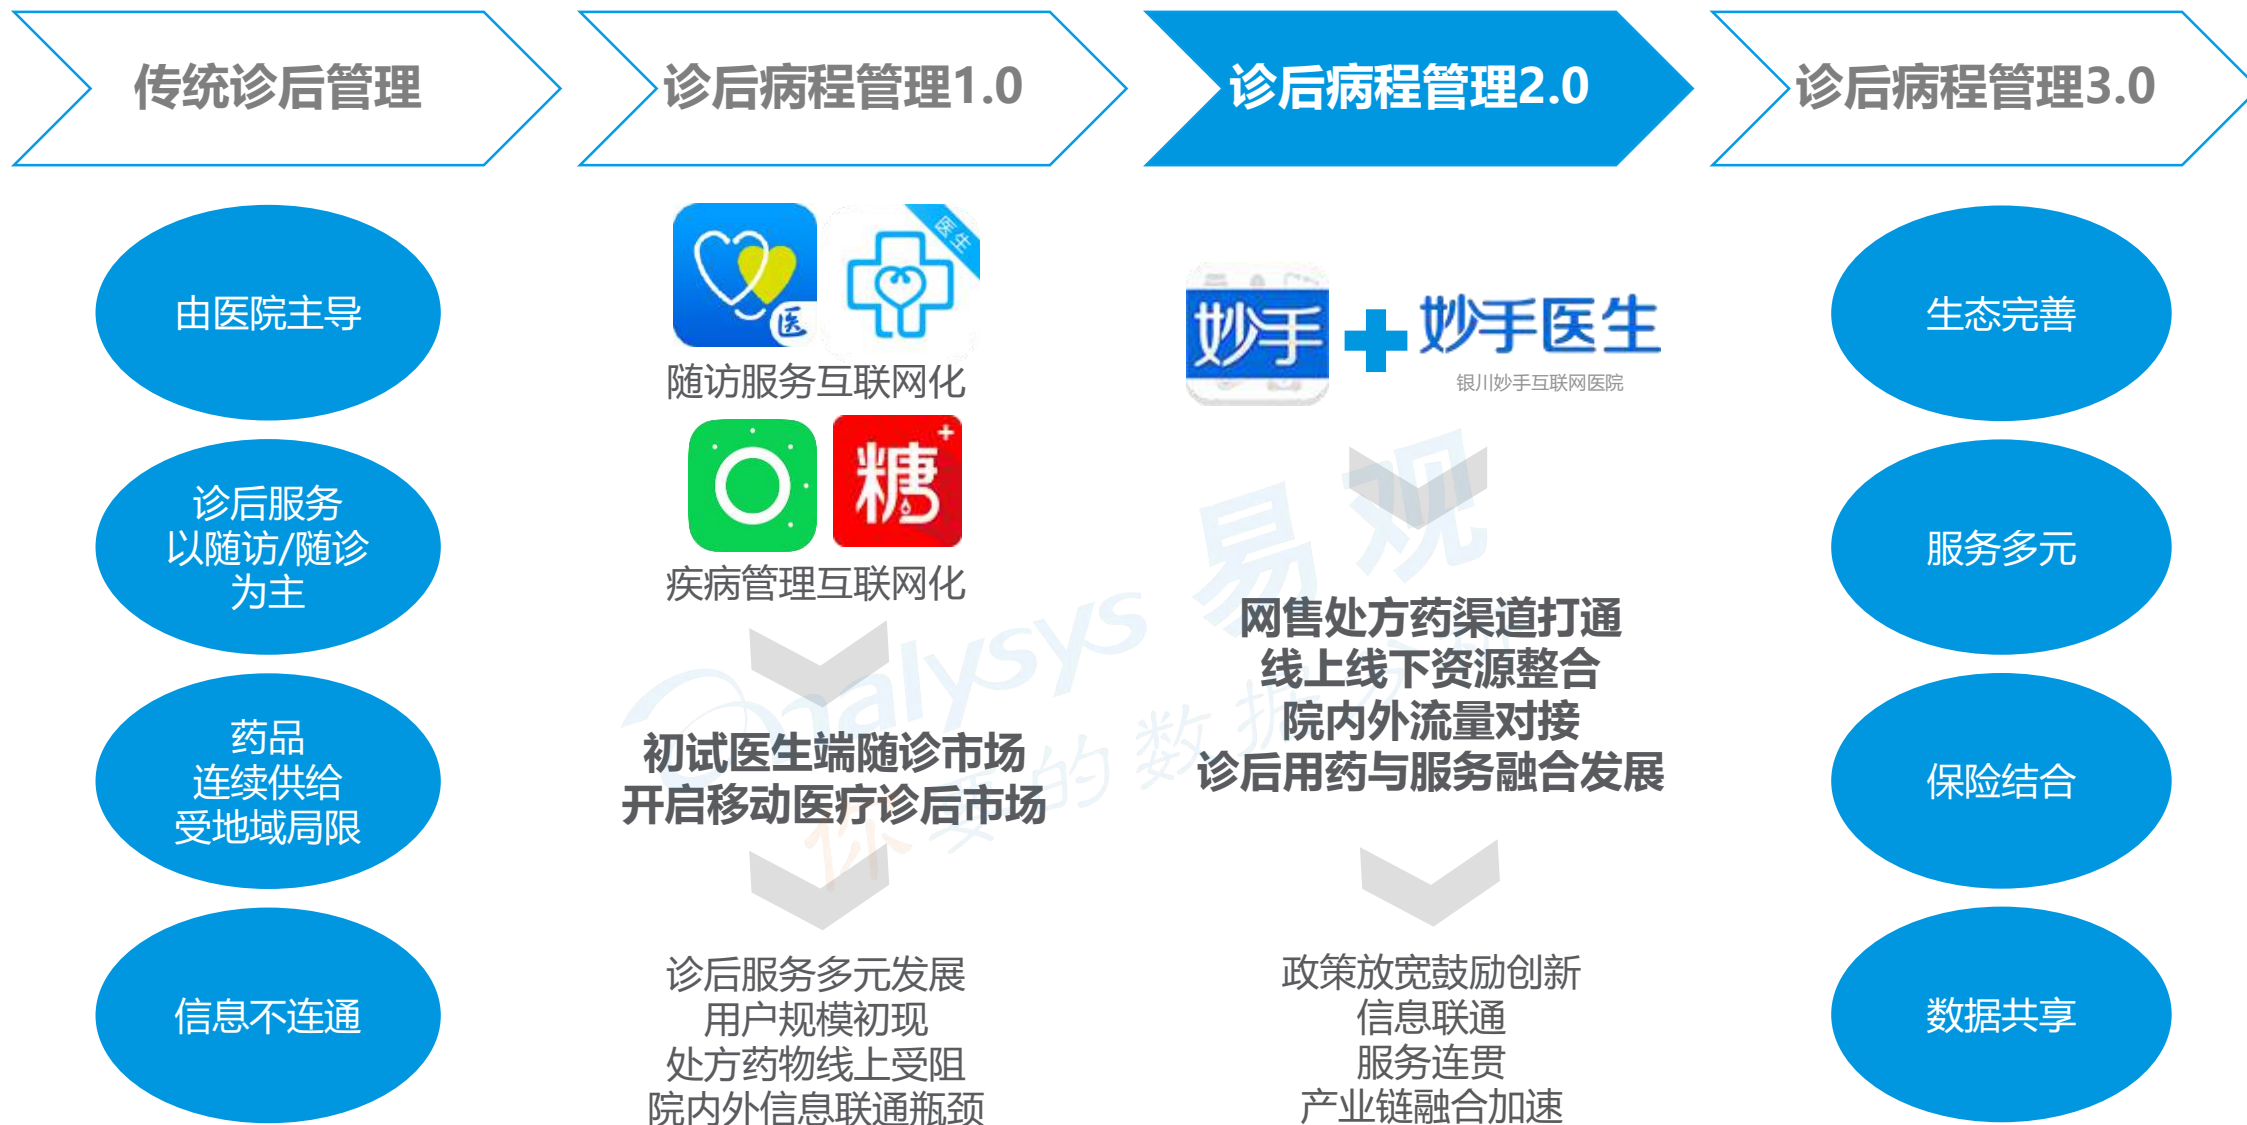 传统诊后管理
诊后病程管理1.0
诊后病程管理2.0
诊后病程管理3.0
由医院主导
诊后服务
以随访/随诊
为主
药品
连续供给
受地域局限
信息不连通
医生
医
随访服务互联网化
糖+
疾病管理互联网化
初试医生端随诊市场
开启移动医疗诊后市场
诊后服务多元发展
用户规模初现
处方药物线上受阻
院内外信息联通瓶颈
妙手
妙手医生
银川妙手互联网医院
网售处方药渠道打通
线上线下资源整合
院内外流量对接
诊后用药与服务融合发展
政策放宽鼓励创新
信息联通
服务连贯
产业链融合加速
生态完善
服务多元
保险结合
数据共享
analysys 易观
你要的数据分析